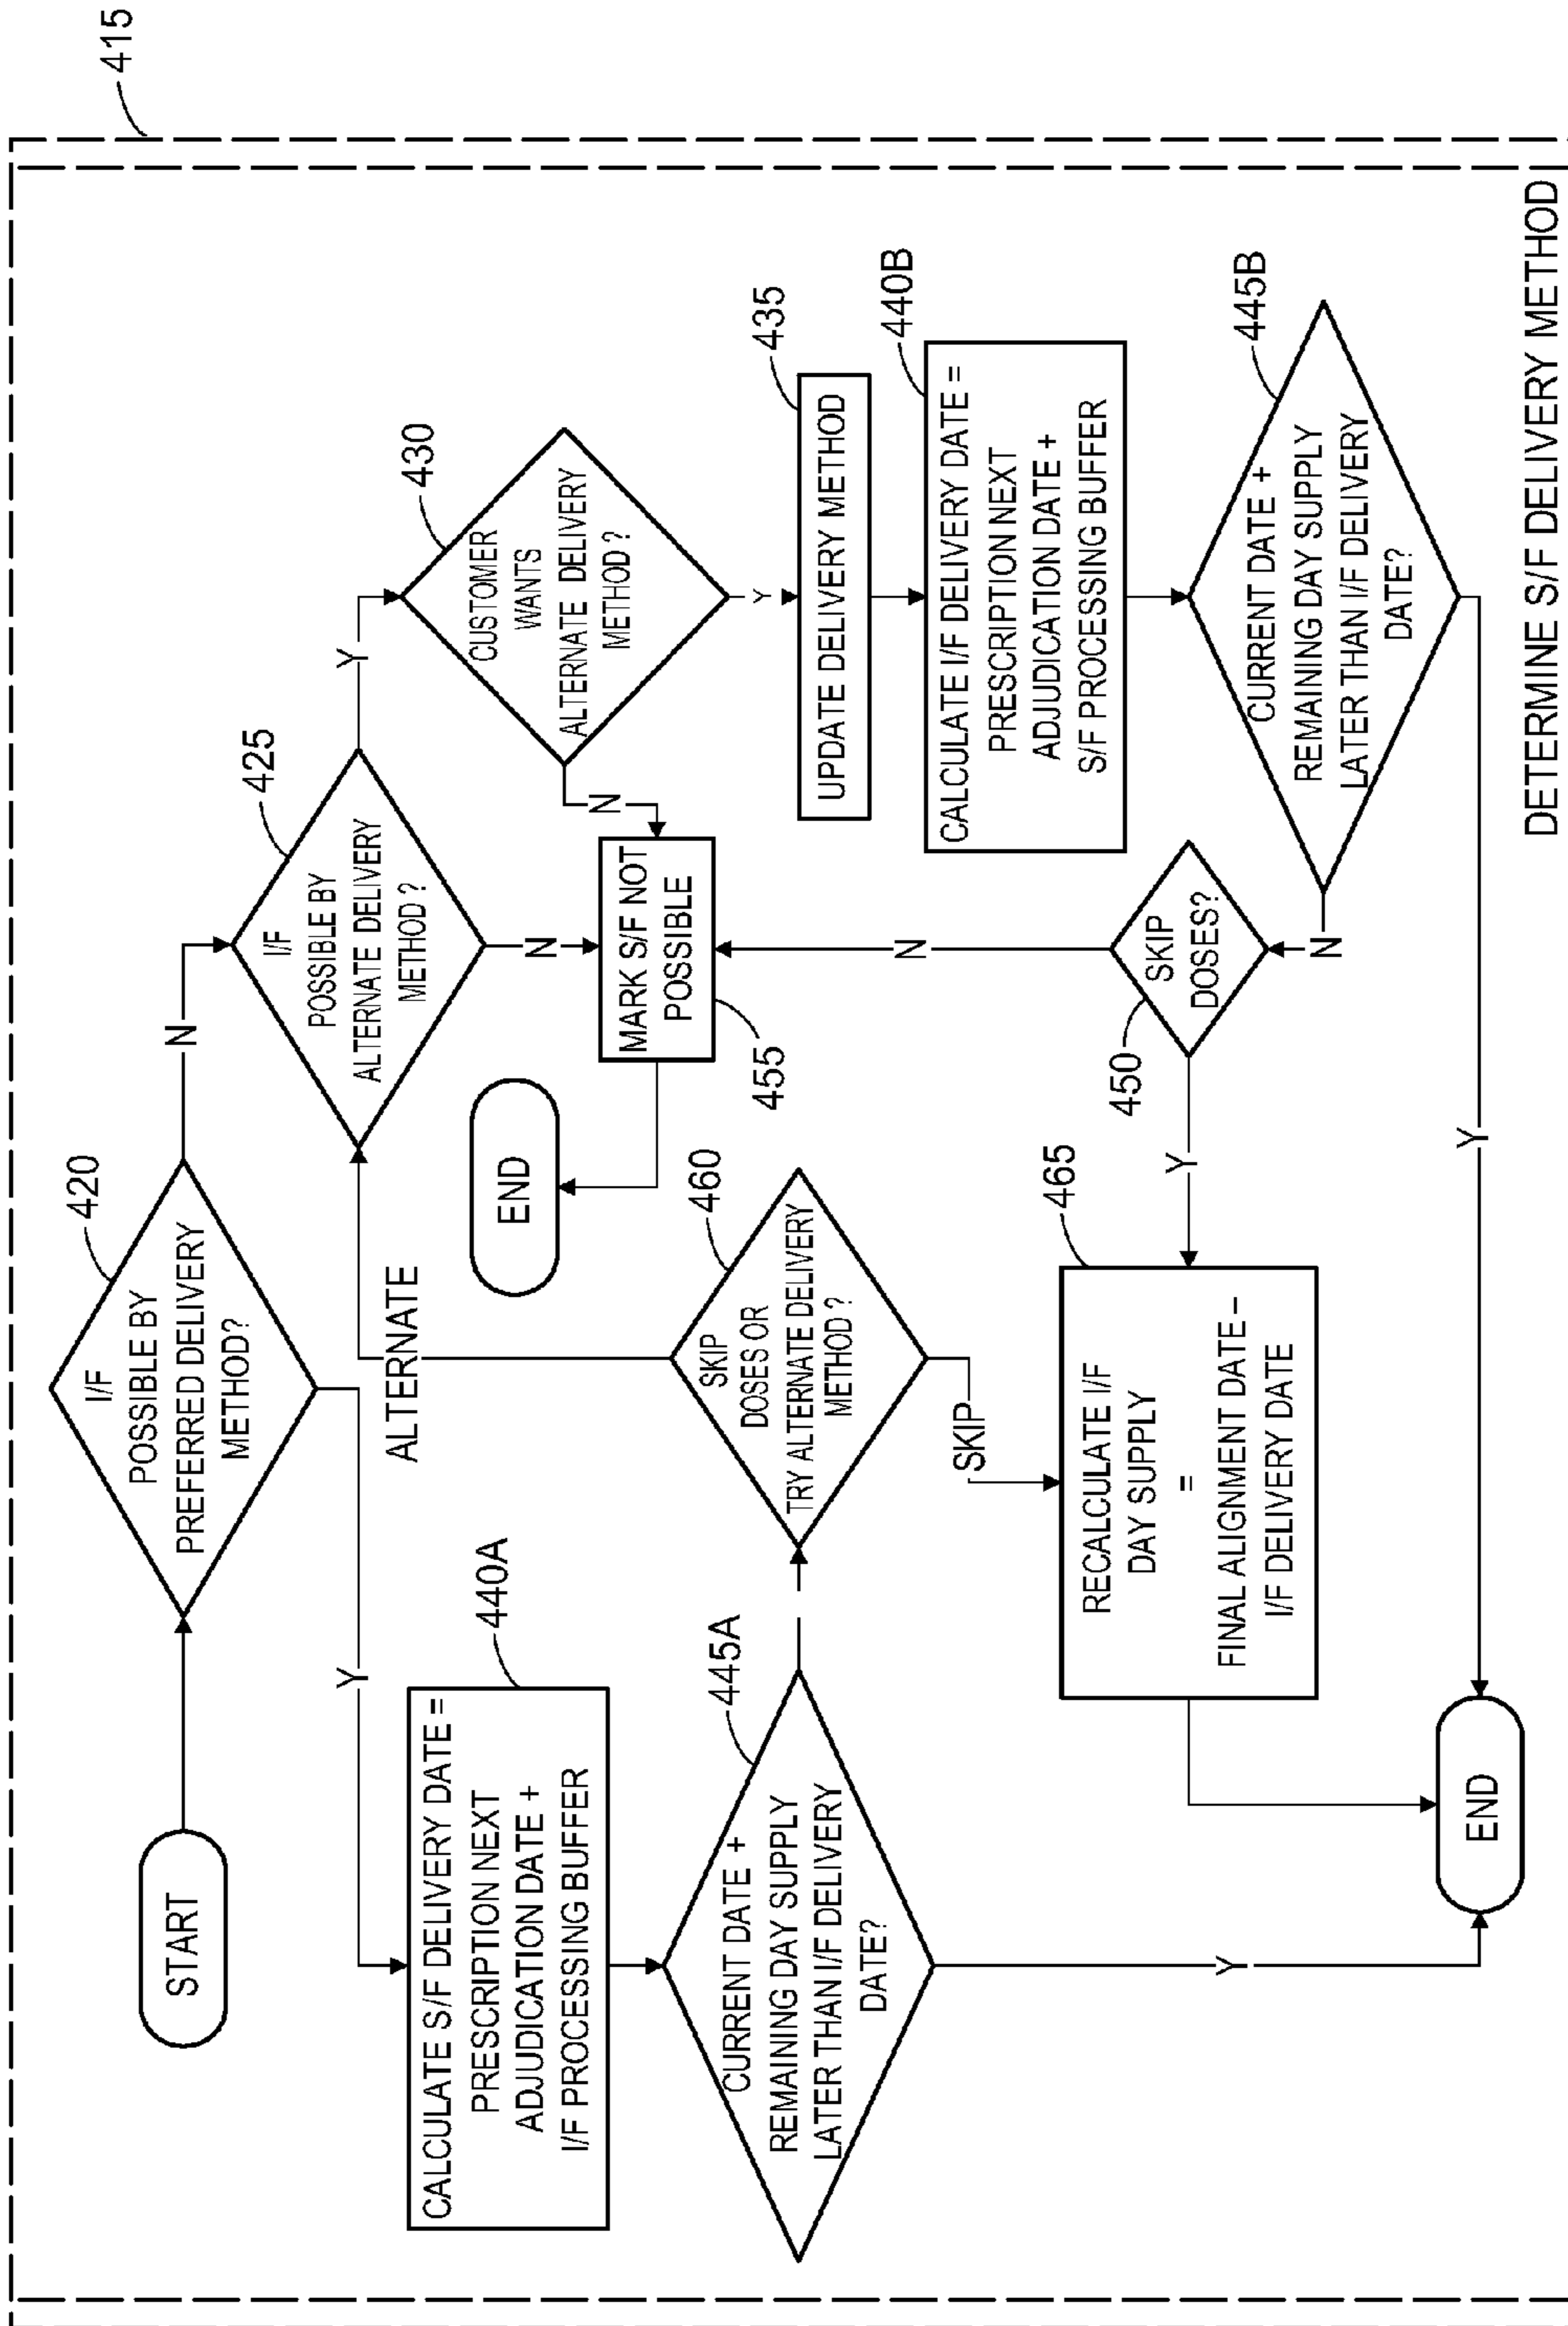 415
START
I/F
POSSIBLE BY
PREFERRED DELIVERY
METHOD?
420
N
Y
I/F
POSSIBLE BY
ALTERNATE DELIVERY
METHOD?
425
Y
N
ALTERNATE
CUSTOMER
WANTS
ALTERNATE DELIVERY
METHOD?
430
N
Y
MARK S/F NOT
POSSIBLE
455
END
UPDATE DELIVERY METHOD
435
CALCULATE S/F DELIVERY DATE =
PRESCRIPTION NEXT
ADJUDICATION DATE +
I/F PROCESSING BUFFER
440A
CURRENT DATE +
REMAINING DAY SUPPLY
LATER THAN I/F DELIVERY
DATE?
445A
Y
SKIP
DOSES OR
TRY ALTERNATE DELIVERY
METHOD?
460
SKIP
CALCULATE I/F DELIVERY DATE =
PRESCRIPTION NEXT
ADJUDICATION DATE +
S/F PROCESSING BUFFER
440B
CURRENT DATE +
REMAINING DAY SUPPLY
LATER THAN I/F DELIVERY
DATE?
445B
N
Y
SKIP
DOSES?
450
N
Y
RECALCULATE I/F
DAY SUPPLY
=
FINAL ALIGNMENT DATE–
I/F DELIVERY DATE
465
END
DETERMINE S/F DELIVERY METHOD